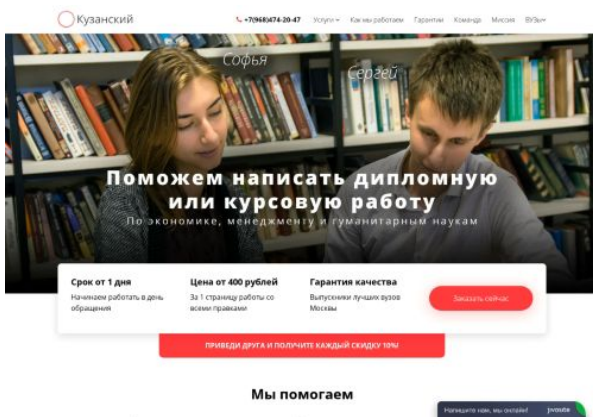 Кузанский
+7(968)474-20-47 Услуги Как мы работаем Гарантии Команда Миссия ВУЗы
Софья
Сергей
Поможем написать дипломную
или курсовую работу
По экономике, менеджменту и гуманитарным наукам
Срок от 1 дня
Начинаем работать в день
обращения
Цена от 400 рублей
За 1 страницу работы со
всеми правками
Гарантия качества
Выпускники лучших вузов
Москвы
Заказать сейчас
ПРИВЕДИ ДРУГА И ПОЛУЧИТЕ КАЖДЫЙ СКИДКУ 10%!
Мы помогаем
Напишите нам, мы онлайн! jivosite